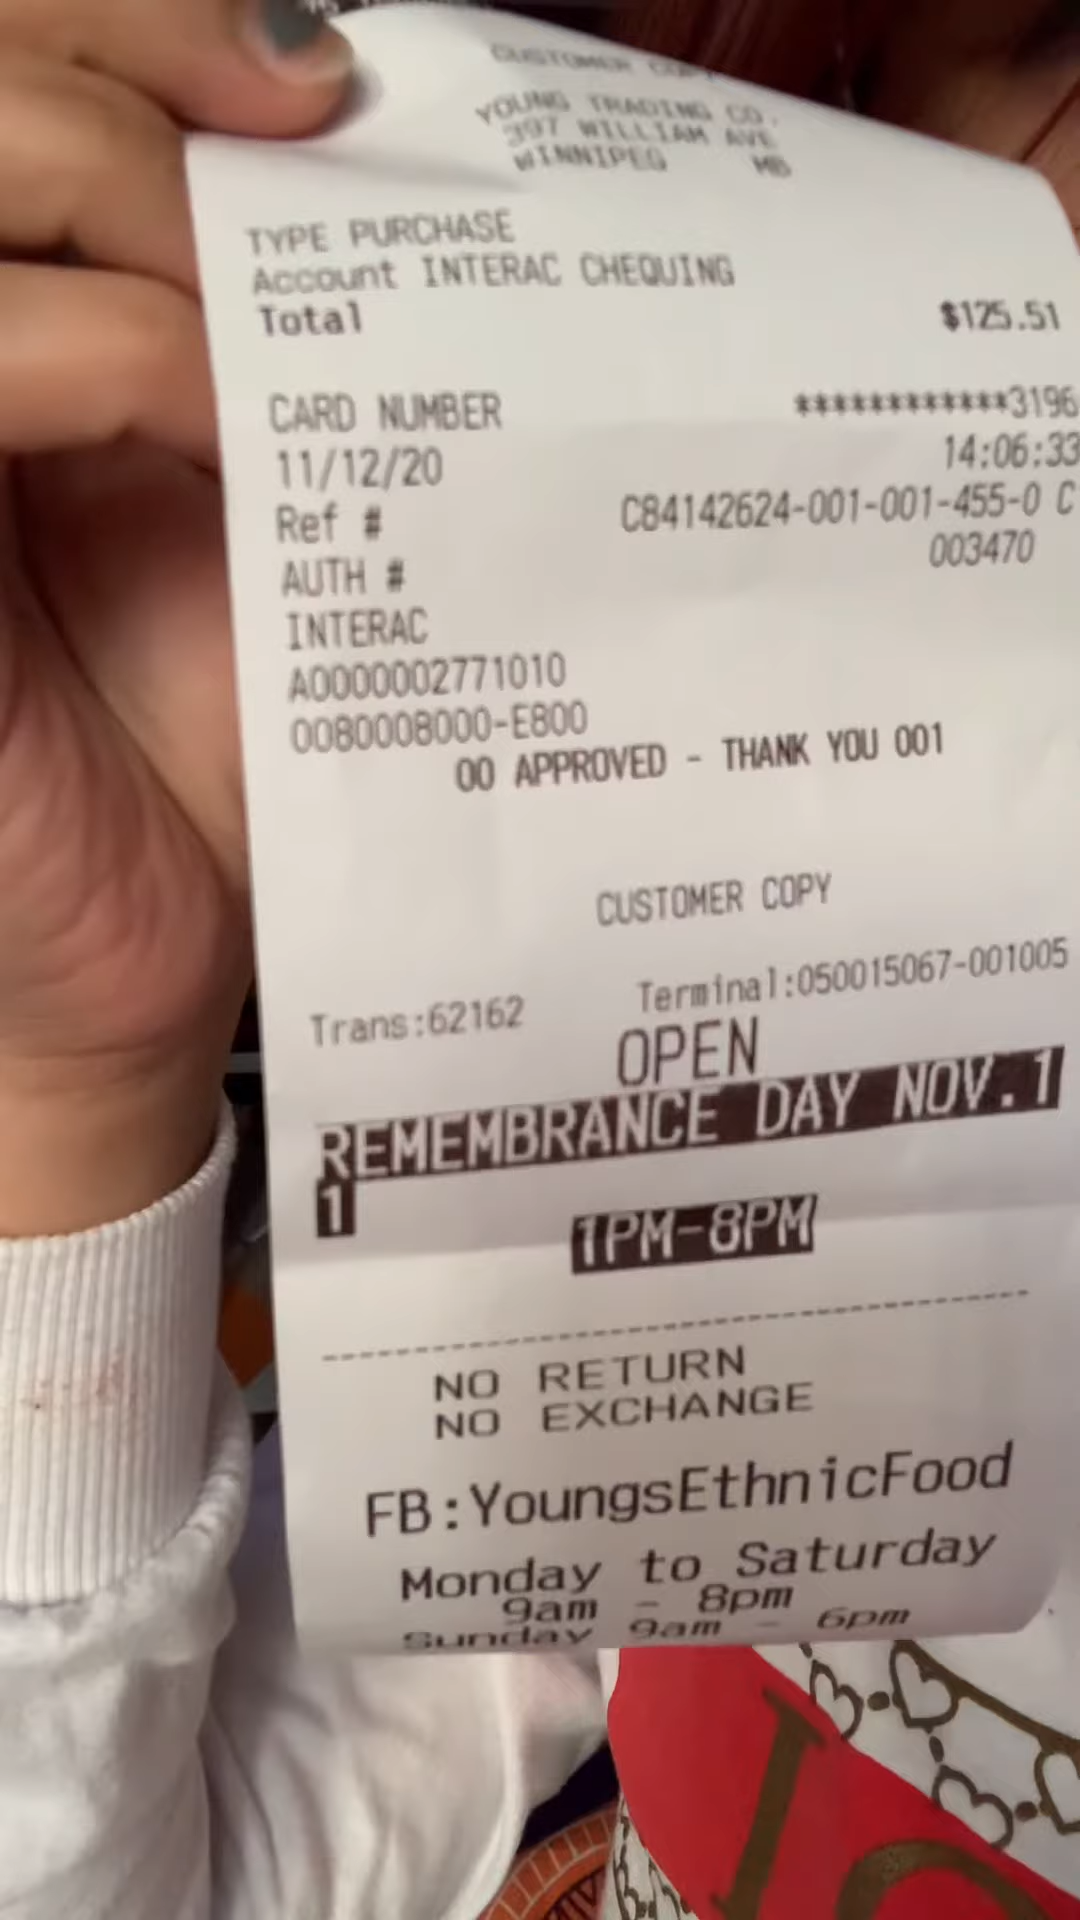 CUSTOMER COPY
YOUNG TRADING CO.
397 WILLIAM AVE
WINNIPEG MB
TYPE PURCHASE
Account INTERAC CHEQUING
Total $125.51
CARD NUMBER ************3196
11/12/20 14:06:33
Ref # C84142624-001-001-455-0 C
AUTH # 003470
INTERAC
A0000002771010
0080008000-E800
00 APPROVED - THANK YOU 001
CUSTOMER COPY
Trans:62162 Terminal:050015067-001005
OPEN
REMEMBRANCE DAY NOV.1
1
1PM-8PM
NO RETURN
NO EXCHANGE
FB:YoungsEthnicFood
Monday to Saturday
9am - 8pm
Sunday 9am - 6pm